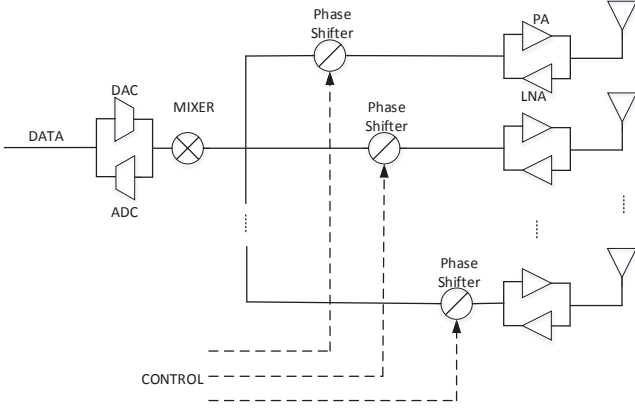 Phase
Shifter
PA
DAC
MIXER
Phase
Shifter
LNA
DATA
ADC
Phase
Shifter
CONTROL